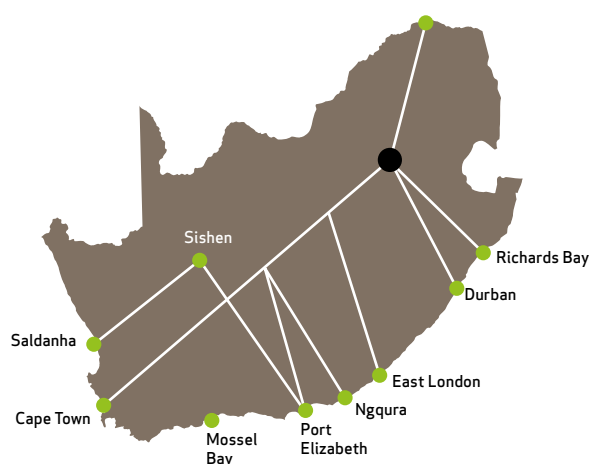 Sishen
Richards Bay
Durban
Saldanha
East London
Ngqura
Cape Town
Port
Elizabeth
Mossel
Bay